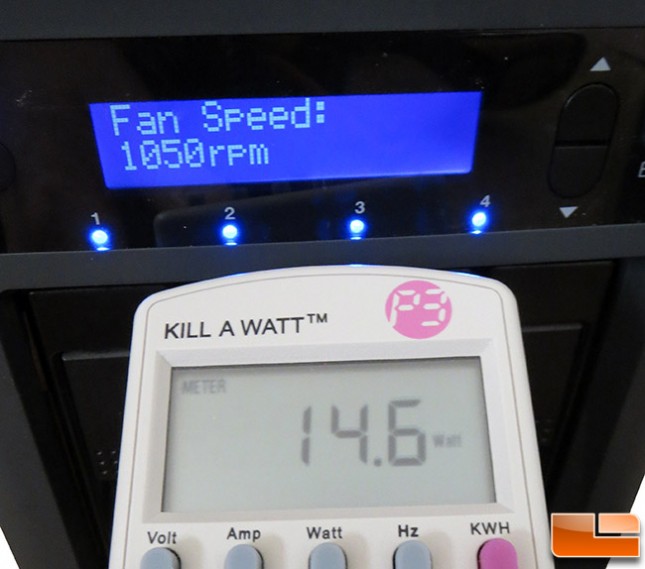 Fan Speed:
1050rpm
1 2 3 4
KILL A WATT™ P3
METER
14.6 Watt
Volt Amp Watt Hz KWH